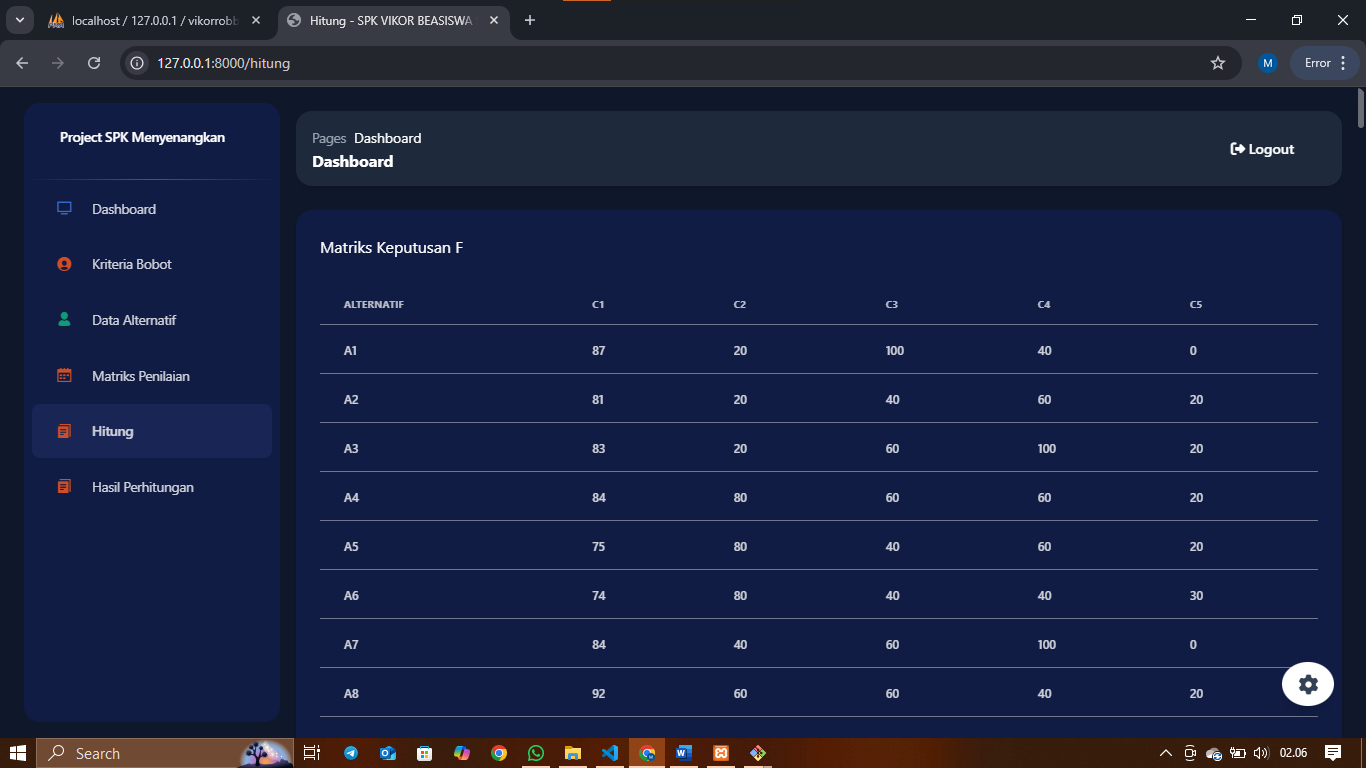 localhost / 127.0.0.1 / vikorrobb
Hitung - SPK VIKOR BEASISWA
127.0.0.1:8000/hitung
M
Error
Project SPK Menyenangkan
Dashboard
Kriteria Bobot
Data Alternatif
Matriks Penilaian
Hitung
Hasil Perhitungan
Pages Dashboard
Dashboard
Logout
Matriks Keputusan F
ALTERNATIF C1 C2 C3 C4 C5
A1 87 20 100 40 0
A2 81 20 40 60 20
A3 83 20 60 100 20
A4 84 80 60 60 20
A5 75 80 40 60 20
A6 74 80 40 40 30
A7 84 40 60 100 0
A8 92 60 60 40 20
Search
02.06